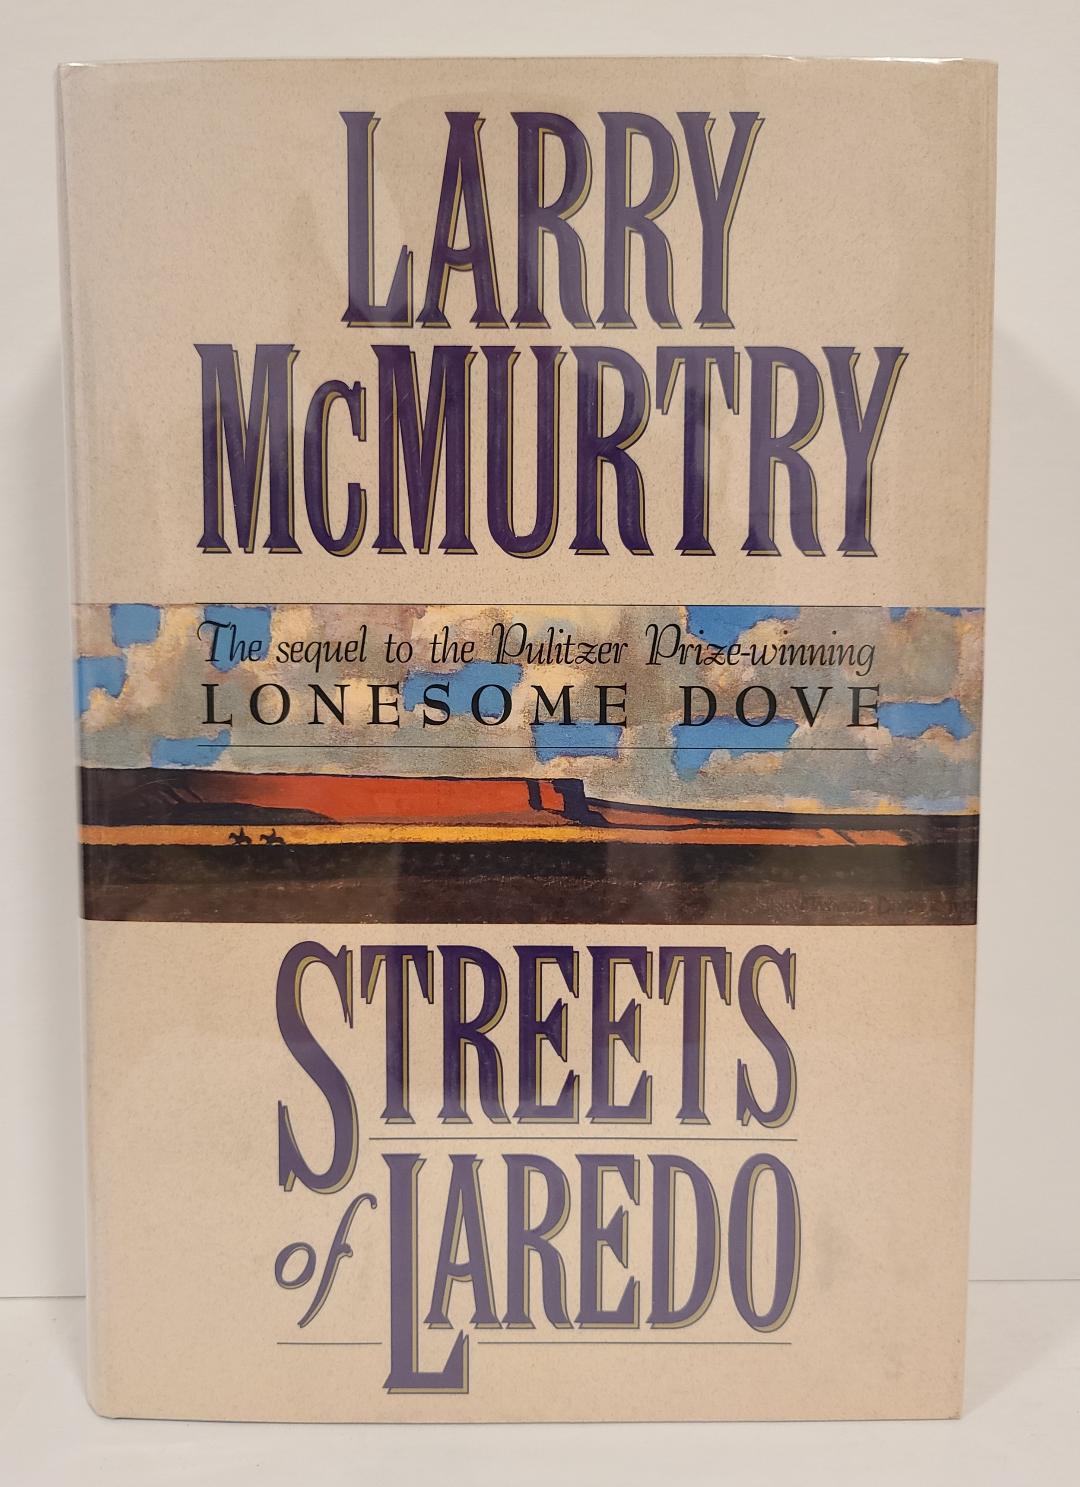 LARRY
McMURTRY
The sequel to the Pulitzer Prize-winning
LONESOME DOVE
STREETS
of LAREDO